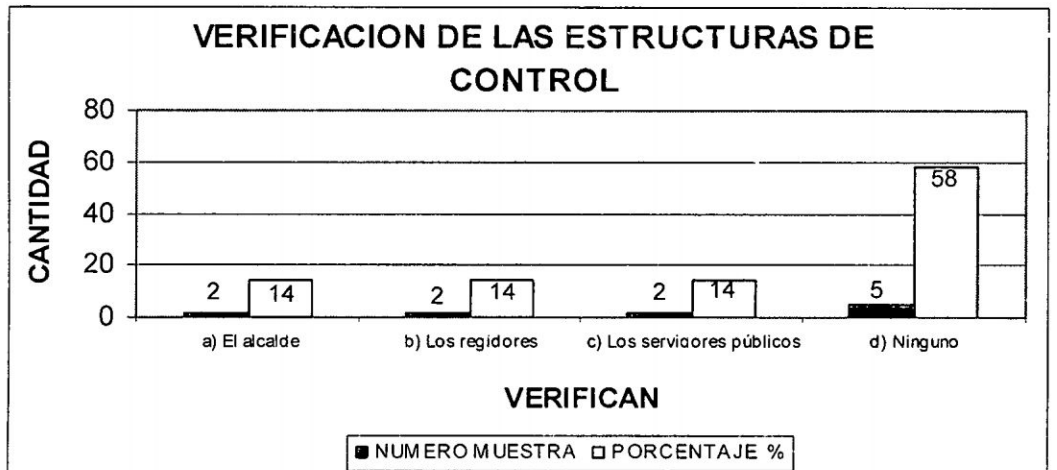 VERIFICACION DE LAS ESTRUCTURAS DE
CONTROL
CANTIDAD
80
60
40
20
0
2 14 2 14 2 14 5 58
a) El alcalde b) Los regidores c) Los servidores públicos d) Ninguno
VERIFICAN
NUMERO MUESTRA PORCENTAJE %